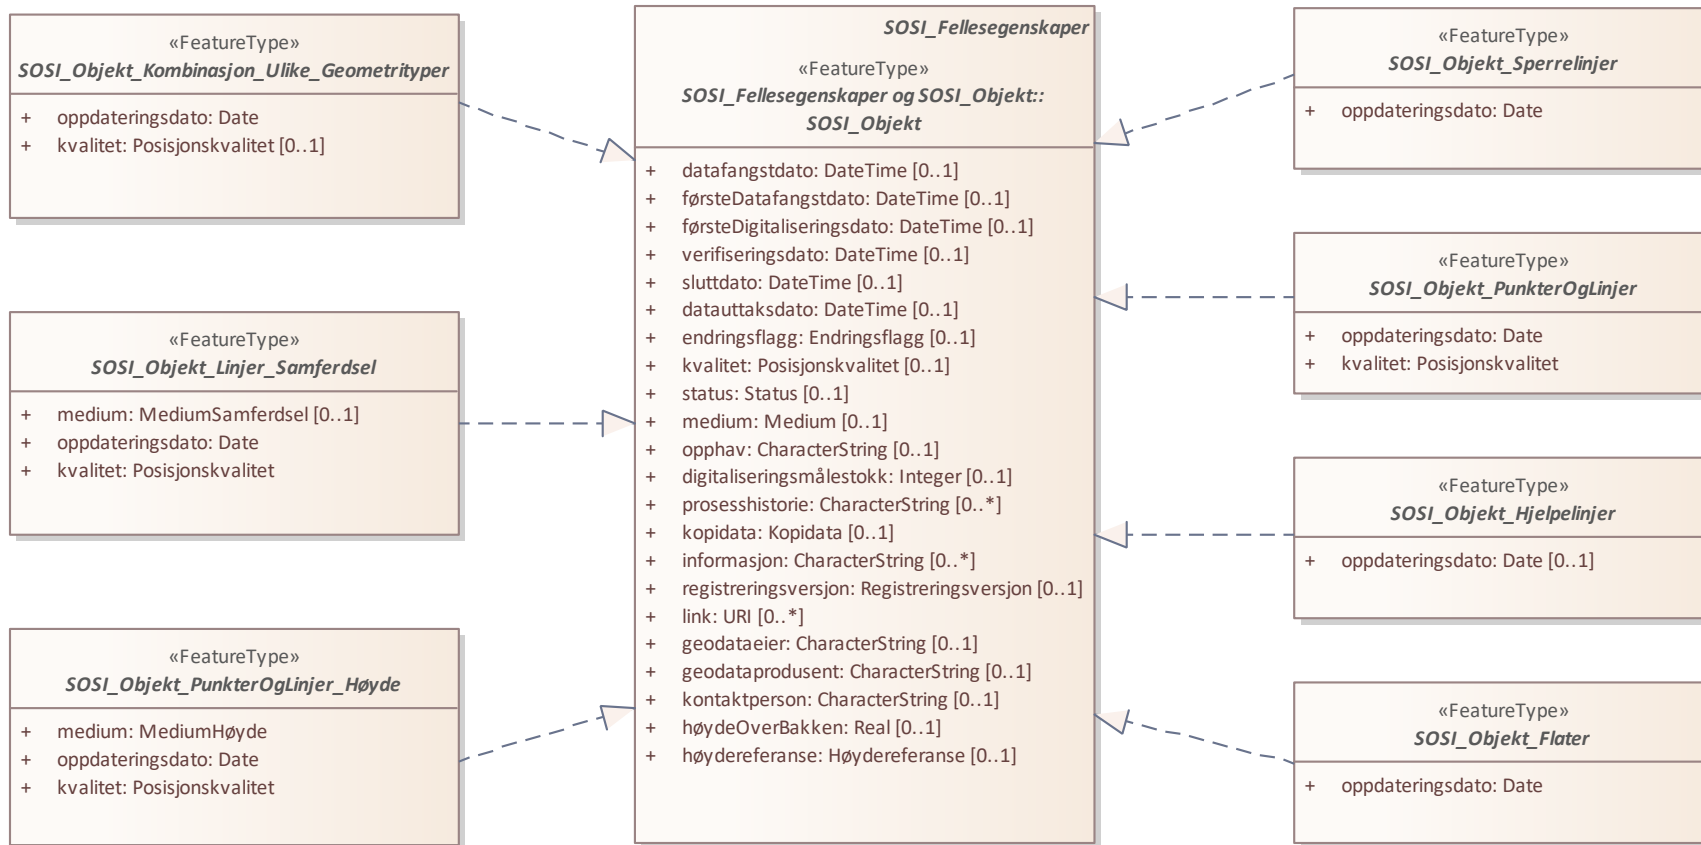 «FeatureType»
SOSI_Objekt_Kombinasjon_Ulike_Geometrityper
+ oppdateringsdato: Date
+ kvalitet: Posisjonskvalitet [0..1]
«FeatureType»
SOSI_Objekt_Linjer_Samferdsel
+ medium: MediumSamferdsel [0..1]
+ oppdateringsdato: Date
+ kvalitet: Posisjonskvalitet
«FeatureType»
SOSI_Objekt_PunkterOgLinjer_Høyde
+ medium: MediumHøyde
+ oppdateringsdato: Date
+ kvalitet: Posisjonskvalitet
SOSI_Fellesegenskaper
«FeatureType»
SOSI_Fellesegenskaper og SOSI_Objekt::
SOSI_Objekt
+ datafangstdato: DateTime [0..1]
+ førsteDatafangstdato: DateTime [0..1]
+ førsteDigitaliseringsdato: DateTime [0..1]
+ verifiseringsdato: DateTime [0..1]
+ sluttdato: DateTime [0..1]
+ datauttaksdato: DateTime [0..1]
+ endringsflagg: Endringsflagg [0..1]
+ kvalitet: Posisjonskvalitet [0..1]
+ status: Status [0..1]
+ medium: Medium [0..1]
+ opphav: CharacterString [0..1]
+ digitaliseringsmålestokk: Integer [0..1]
+ prosesshistorie: CharacterString [0..*]
+ kopidata: Kopidata [0..1]
+ informasjon: CharacterString [0..*]
+ registreringsversjon: Registreringsversjon [0..1]
+ link: URI [0..*]
+ geodataeier: CharacterString [0..1]
+ geodataprodusent: CharacterString [0..1]
+ kontaktperson: CharacterString [0..1]
+ høydeOverBakken: Real [0..1]
+ høydereferanse: Høydereferanse [0..1]
«FeatureType»
SOSI_Objekt_Sperrelinjer
+ oppdateringsdato: Date
«FeatureType»
SOSI_Objekt_PunkterOgLinjer
+ oppdateringsdato: Date
+ kvalitet: Posisjonskvalitet
«FeatureType»
SOSI_Objekt_Hjelpelinjer
+ oppdateringsdato: Date [0..1]
«FeatureType»
SOSI_Objekt_Flater
+ oppdateringsdato: Date